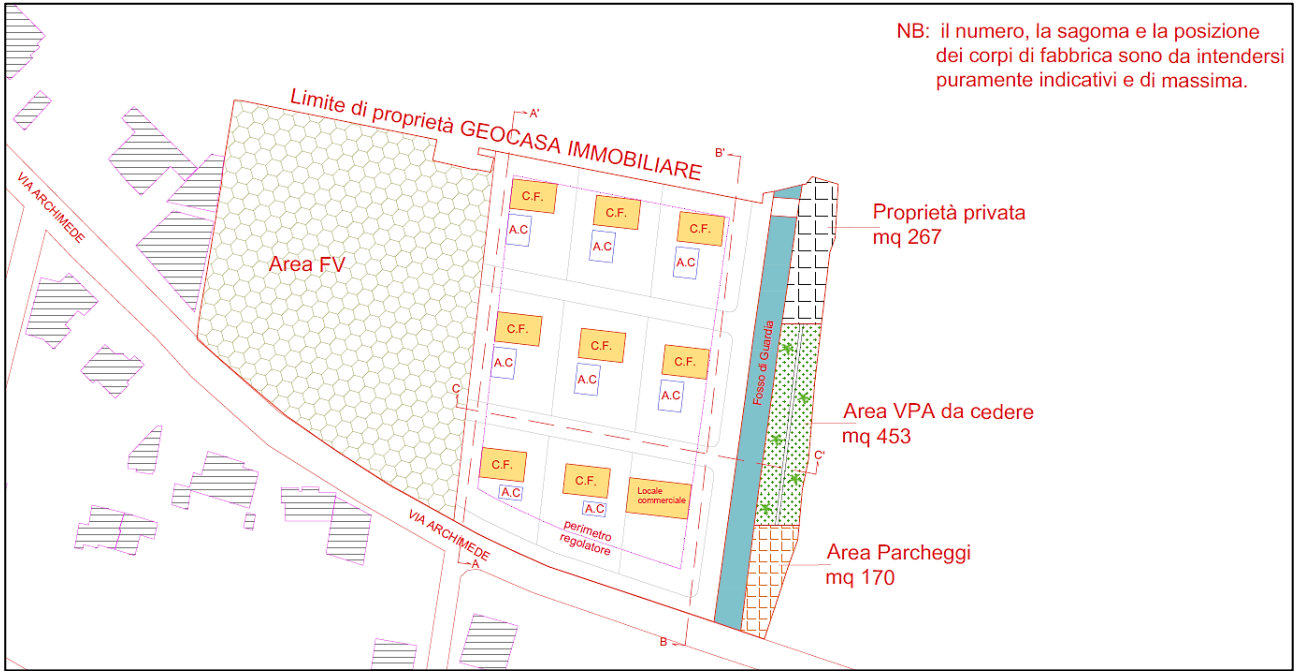 NB: il numero, la sagoma e la posizione
dei corpi di fabbrica sono da intendersi
puramente indicativi e di massima.
Limite di proprietà GEOCASA IMMOBILIARE
A'
B'
VIA ARCHIMEDE
Area FV
C.F.
C.F.
C.F.
A.C
A.C
A.C
Proprietà privata
mq 267
C.F.
C.F.
C.F.
A.C
A.C
A.C
Fosso di Guardia
C
Area VPA da cedere
mq 453
C'
C.F.
C.F.
Locale
commerciale
A.C
A.C
perimetro
regolatore
VIA ARCHIMEDE
A
Area Parcheggi
mq 170
B